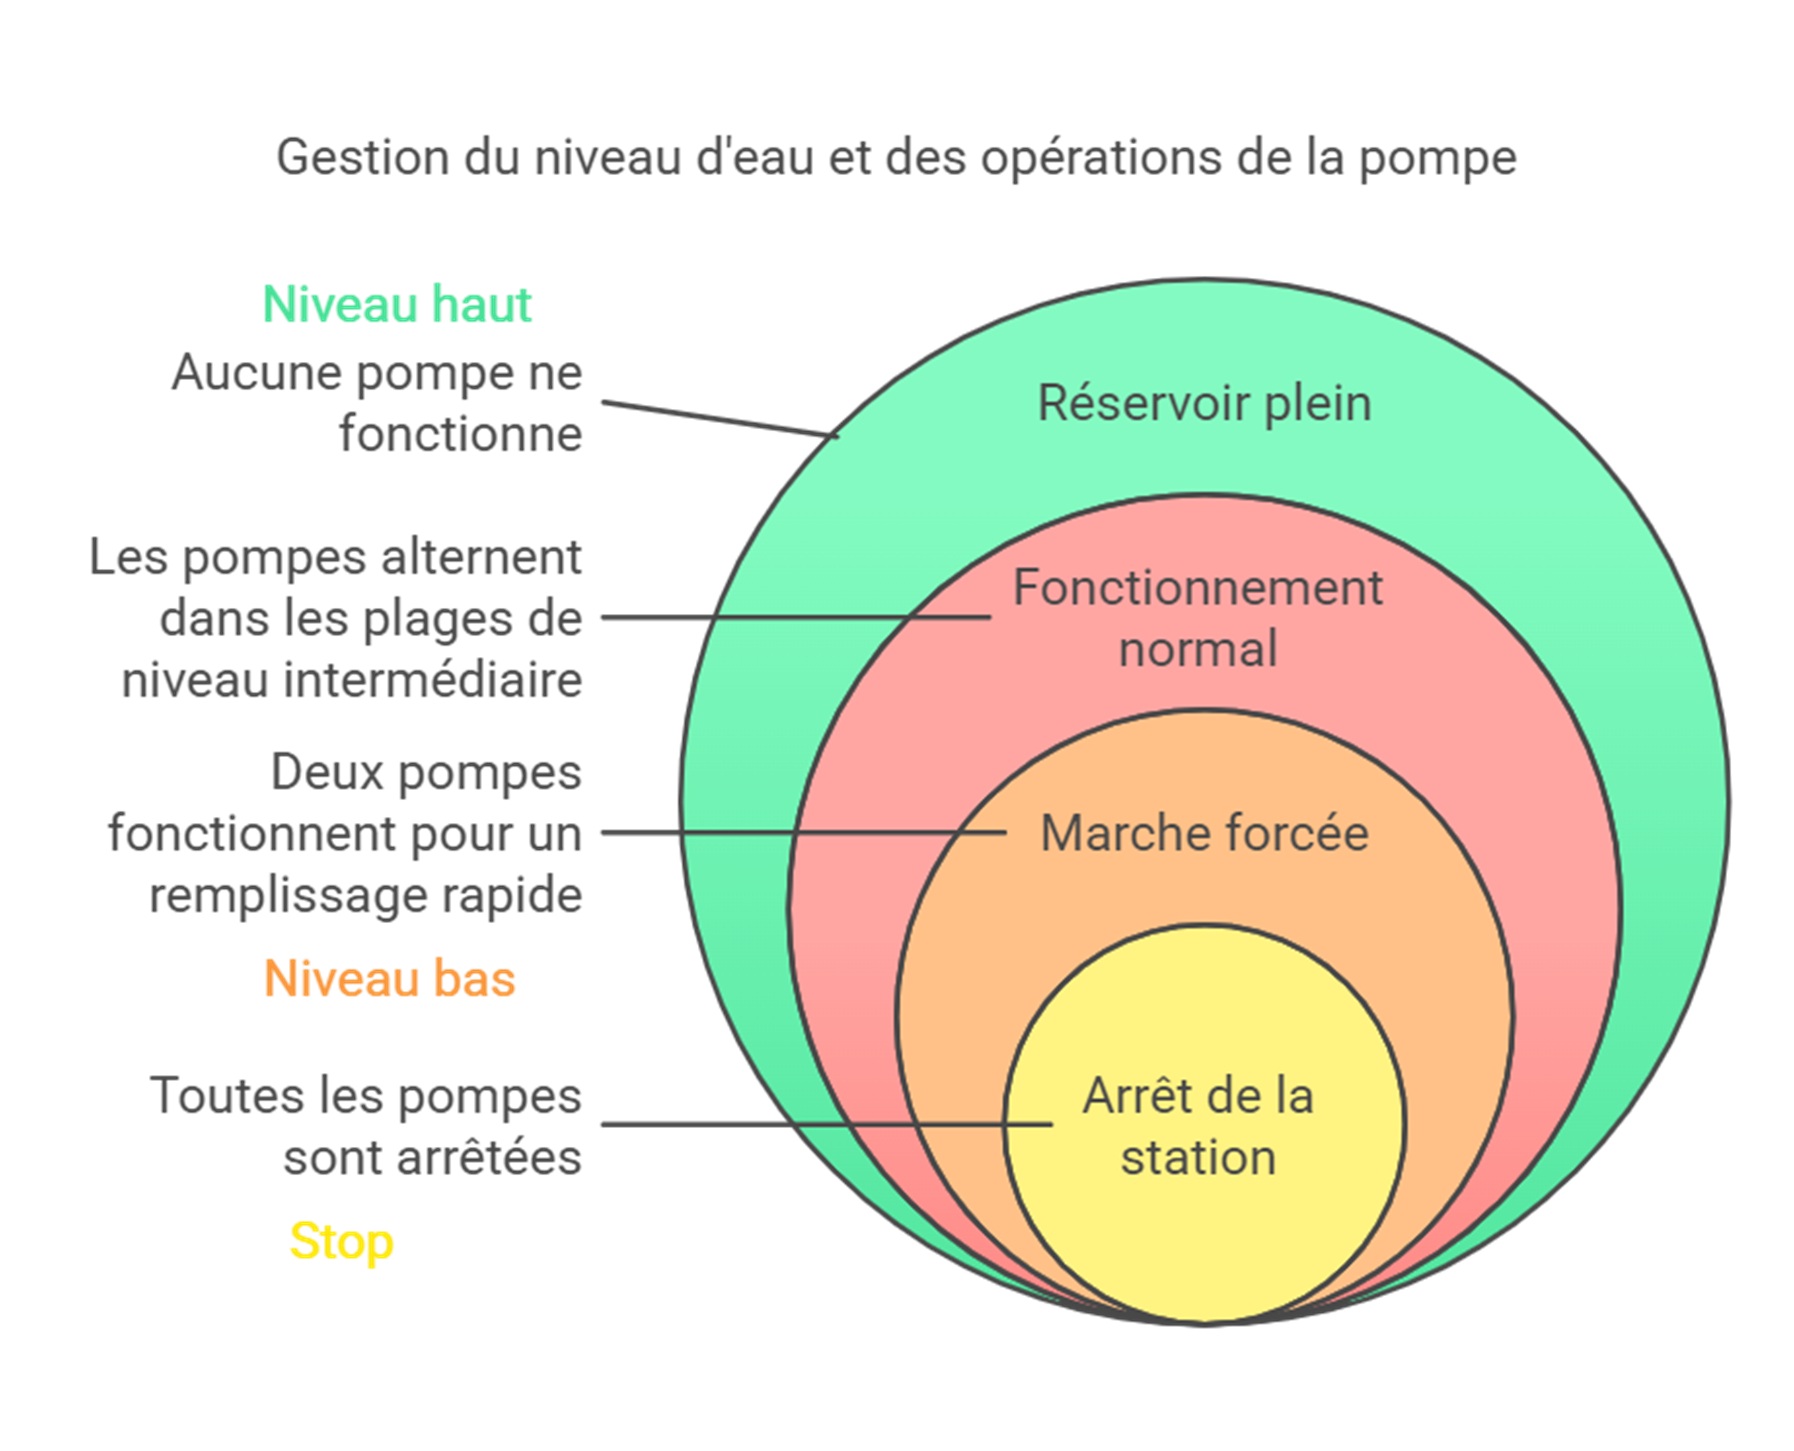 Gestion du niveau d'eau et des opérations de la pompe
Niveau haut
Aucune pompe ne
fonctionne
Réservoir plein
Les pompes alternent
dans les plages de
niveau intermédiaire
Fonctionnement
normal
Deux pompes
fonctionnent pour un
remplissage rapide
Marche forcée
Niveau bas
Toutes les pompes
sont arrêtées
Arrêt de la
station
Stop